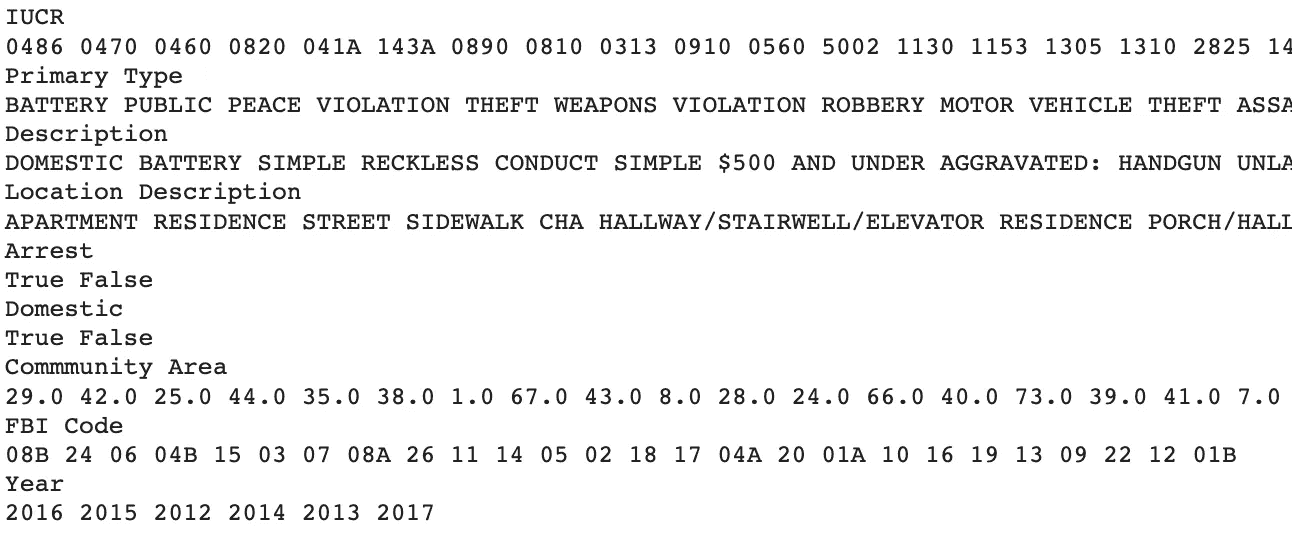 IUCR
0486 0470 0460 0820 041A 143A 0890 0810 0313 0910 0560 5002 1130 1153 1305 1310 2825 14
Primary Type
BATTERY PUBLIC PEACE VIOLATION THEFT WEAPONS VIOLATION ROBBERY MOTOR VEHICLE THEFT ASSA
Description
DOMESTIC BATTERY SIMPLE RECKLESS CONDUCT SIMPLE $500 AND UNDER AGGRAVATED: HANDGUN UNLA
Location Description
APARTMENT RESIDENCE STREET SIDEWALK CHA HALLWAY/STAIRWELL/ELEVATOR RESIDENCE PORCH/HALL
Arrest
True False
Domestic
True False
Commmunity Area
29.0 42.0 25.0 44.0 35.0 38.0 1.0 67.0 43.0 8.0 28.0 24.0 66.0 40.0 73.0 39.0 41.0 7.0
FBI Code
08B 24 06 04B 15 03 07 08A 26 11 14 05 02 18 17 04A 20 01A 10 16 19 13 09 22 12 01B
Year
2016 2015 2012 2014 2013 2017